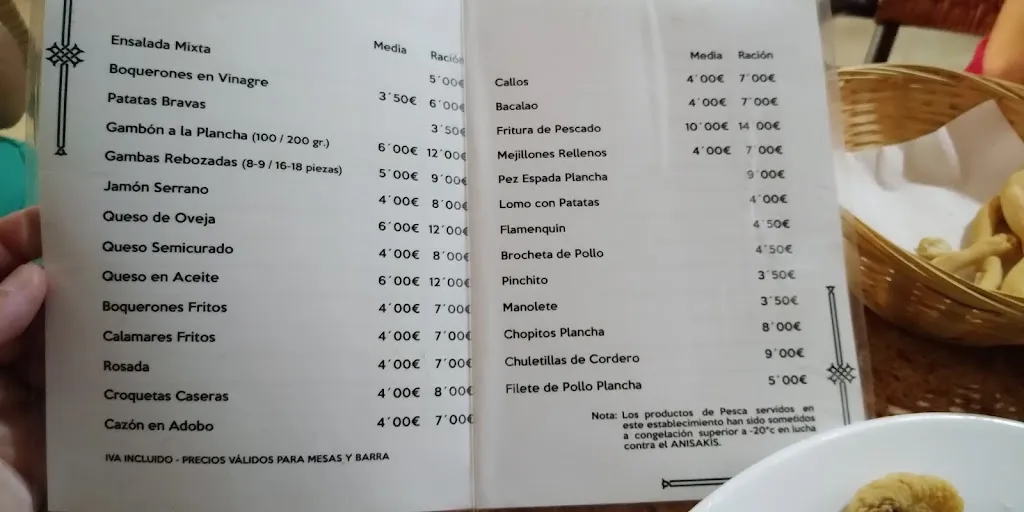 Media Ración
Ensalada Mixta 5´00€
Boquerones en Vinagre 3´50€ 6´00€
Patatas Bravas 3´50€
Gambón a la Plancha (100 / 200 gr.) 6´00€ 12´00€
Gambas Rebozadas (8-9 / 16-18 piezas) 5´00€ 9´00€
Jamón Serrano 4´00€ 8´00€
Queso de Oveja 6´00€ 12´00€
Queso Semicurado 4´00€ 8´00€
Queso en Aceite 6´00€ 12´00€
Boquerones Fritos 4´00€ 7´00€
Calamares Fritos 4´00€ 7´00€
Rosada 4´00€ 7´00€
Croquetas Caseras 4´00€ 8´00€
Cazón en Adobo 4´00€ 7´00€
IVA INCLUIDO - PRECIOS VÁLIDOS PARA MESAS Y BARRA
Media Ración
Callos 4´00€ 7´00€
Bacalao 4´00€ 7´00€
Fritura de Pescado 10´00€ 14 00€
Mejillones Rellenos 4´00€ 7´00€
Pez Espada Plancha 9´00€
Lomo con Patatas 4´00€
Flamenquín 4´50€
Brocheta de Pollo 4´50€
Pinchito 3´50€
Manolete 3´50€
Chopitos Plancha 8´00€
Chuletillas de Cordero 9´00€
Filete de Pollo Plancha 5´00€
Nota: Los productos de Pesca servidos en
este establecimiento han sido sometidos
a congelación superior a -20°c en lucha
contra el ANISAKIS.